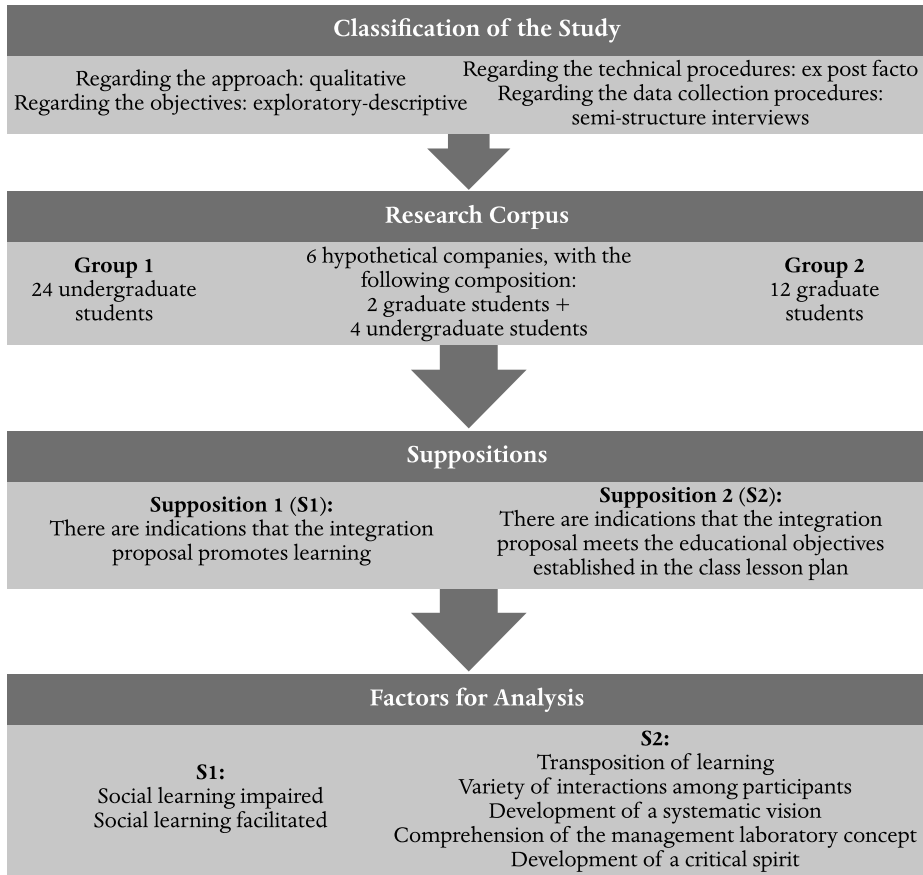 Classification of the Study
Regarding the approach: qualitative
Regarding the objectives: exploratory-descriptive
Regarding the technical procedures: ex post facto
Regarding the data collection procedures:
semi-structure interviews
Research Corpus
Group 1
24 undergraduate
students
6 hypothetical companies, with the
following composition:
2 graduate students +
4 undergraduate students
Group 2
12 graduate
students
Suppositions
Supposition 1 (S1):
There are indications that the integration
proposal promotes learning
Supposition 2 (S2):
There are indications that the integration
proposal meets the educational objectives
established in the class lesson plan
Factors for Analysis
S1:
Social learning impaired
Social learning facilitated
S2:
Transposition of learning
Variety of interactions among participants
Development of a systematic vision
Comprehension of the management laboratory concept
Development of a critical spirit